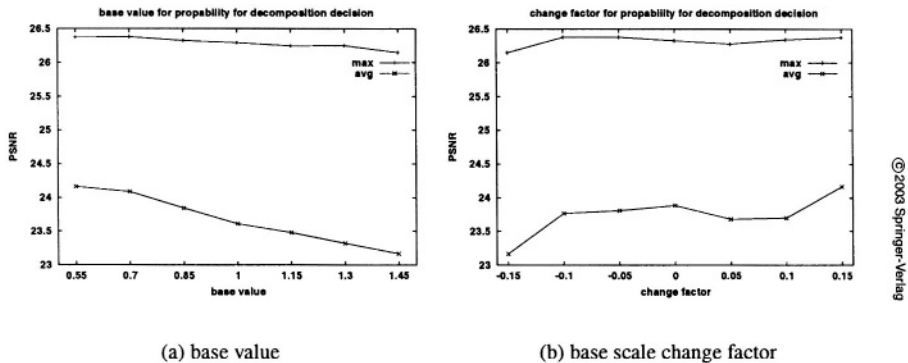 base value for propability for decomposition decision
26.5
26
25.5
25
24.5
24
23.5
23
PSNR
max
avg
0.55 0.7 0.85 1 1.15 1.3 1.45
base value
(a) base value
change factor for propability for decomposition decision
26.5
26
25.5
25
24.5
24
23.5
23
PSNR
max
avg
-0.15 -0.1 -0.05 0 0.05 0.1 0.15
change factor
(b) base scale change factor
©2003 Springer-Verlag